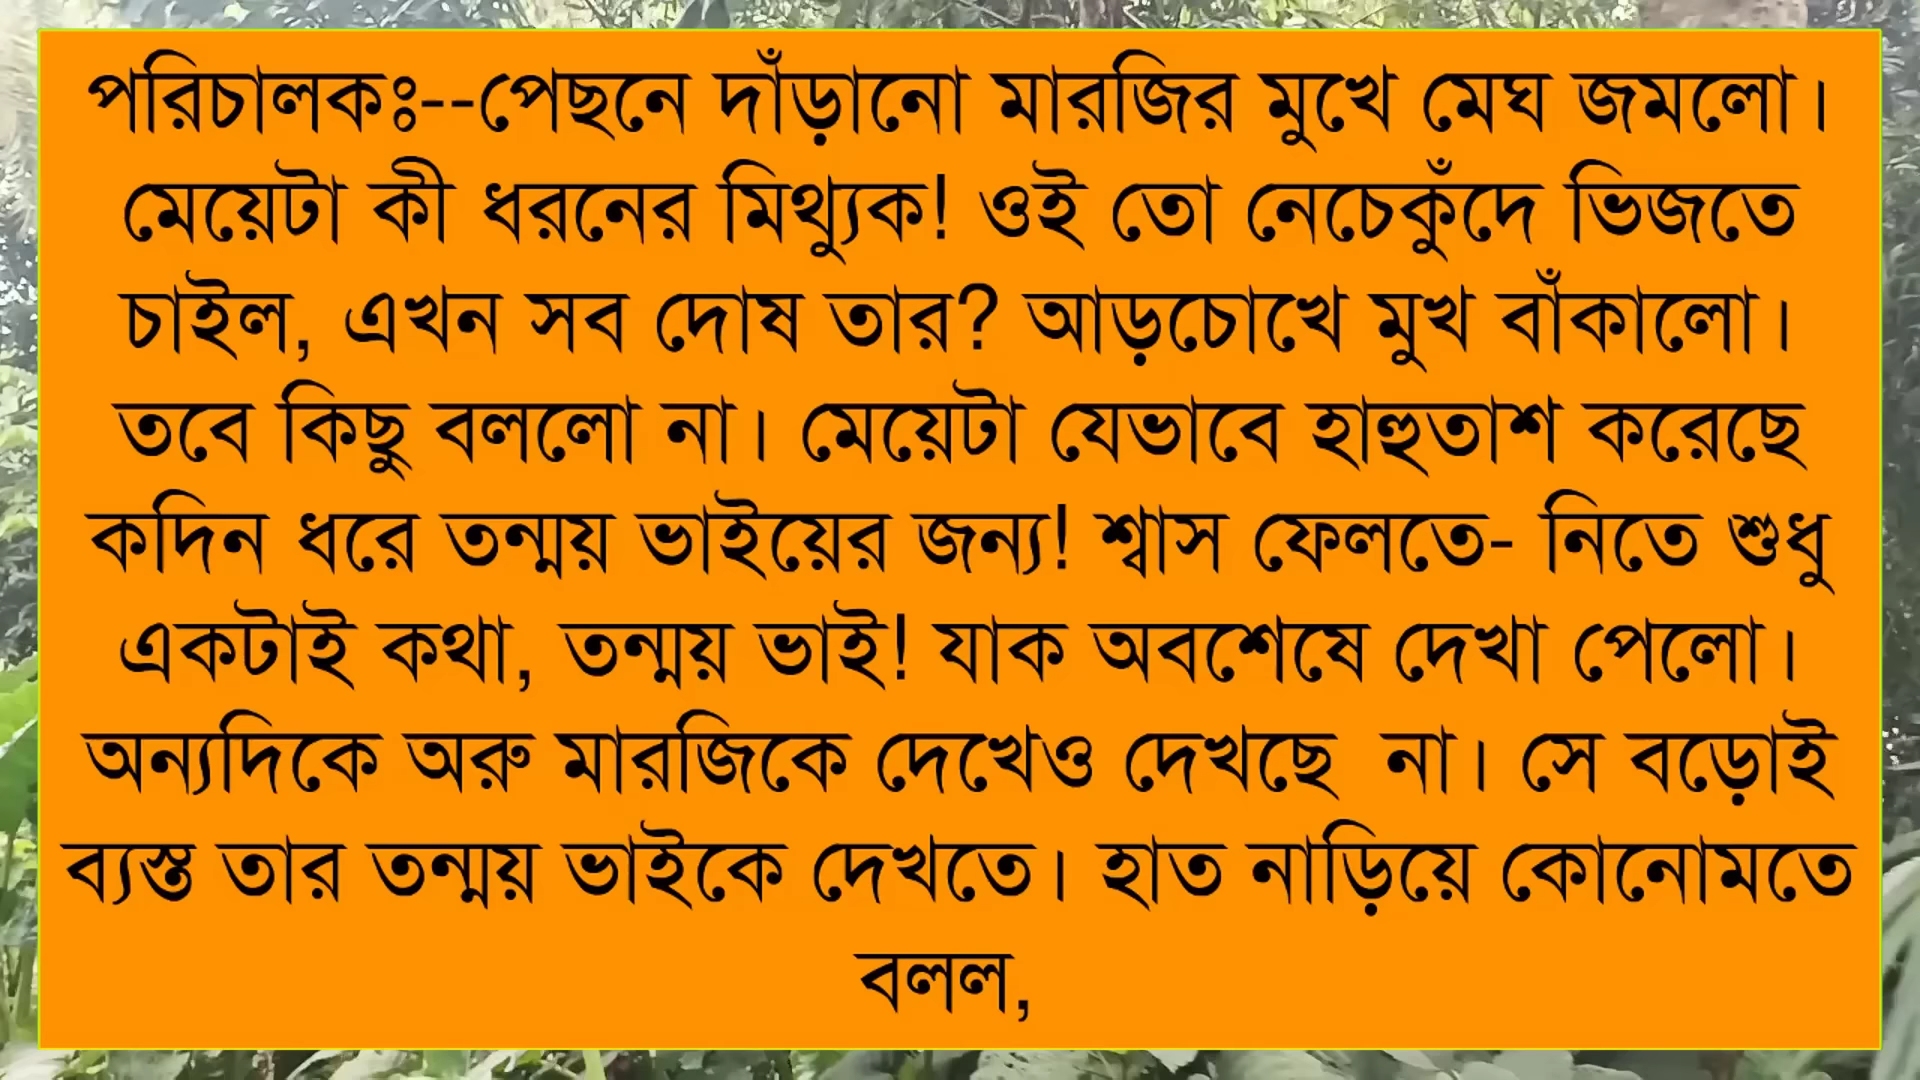 পরিচালকঃ--পেছনে দাঁড়ানো মারজির মুখে মেঘ জমলো।
মেয়েটা কী ধরনের মিথ্যুক! ওই তো নেচেকুঁদে ভিজতে
চাইল, এখন সব দোষ তার? আড়চোখে মুখ বাঁকালো।
তবে কিছু বললো না। মেয়েটা যেভাবে হাহুতাশ করেছে
কদিন ধরে তন্ময় ভাইয়ের জন্য! শ্বাস ফেলতে- নিতে শুধু
একটাই কথা, তন্ময় ভাই! যাক অবশেষে দেখা পেলো।
অন্যদিকে অরু মারজিকে দেখেও দেখছে  না। সে বড়োই
ব্যস্ত তার তন্ময় ভাইকে দেখতে। হাত নাড়িয়ে কোনোমতে
বলল,